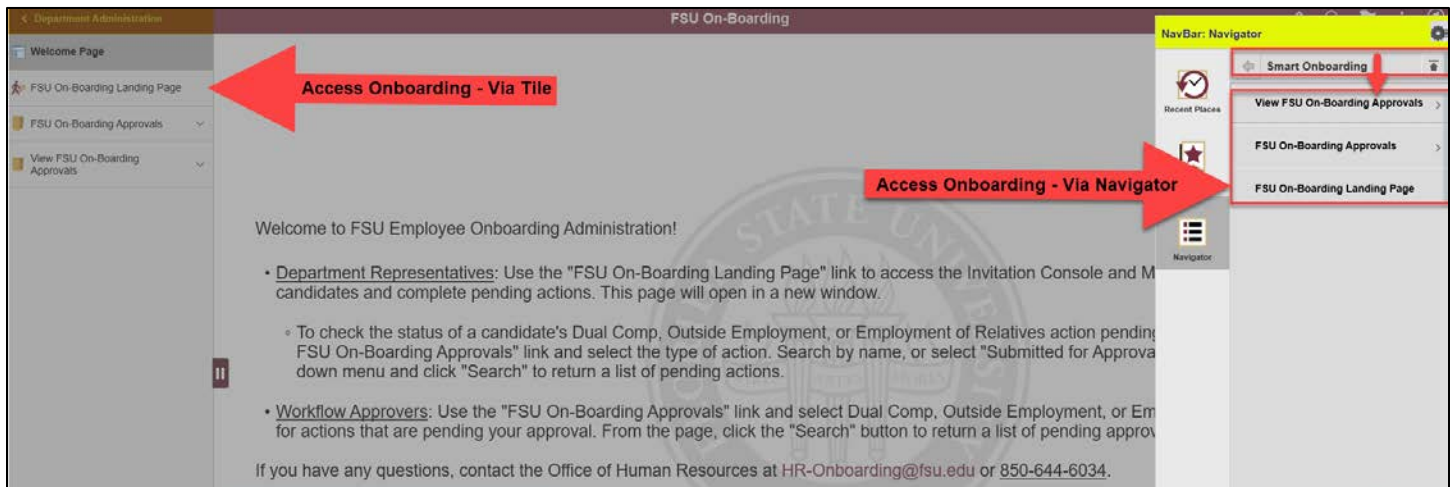 Department Administration
FSU On-Boarding
NavBar: Navigator
Welcome Page
Smart Onboarding
FSU On-Boarding Landing Page
Access Onboarding - Via Tile
Recent Places
View FSU On-Boarding Approvals
FSU On-Boarding Approvals
FSU On-Boarding Approvals
View FSU On-Boarding
Approvals
Access Onboarding - Via Navigator
FSU On-Boarding Landing Page
Navigator
Welcome to FSU Employee Onboarding Administration!
• Department Representatives: Use the "FSU On-Boarding Landing Page" link to access the Invitation Console and M
candidates and complete pending actions. This page will open in a new window.
◦ To check the status of a candidate's Dual Comp, Outside Employment, or Employment of Relatives action pending
FSU On-Boarding Approvals" link and select the type of action. Search by name, or select "Submitted for Approva
down menu and click "Search" to return a list of pending actions.
• Workflow Approvers: Use the "FSU On-Boarding Approvals" link and select Dual Comp, Outside Employment, or Em
for actions that are pending your approval. From the page, click the "Search" button to return a list of pending approv
If you have any questions, contact the Office of Human Resources at HR-Onboarding@fsu.edu or 850-644-6034.